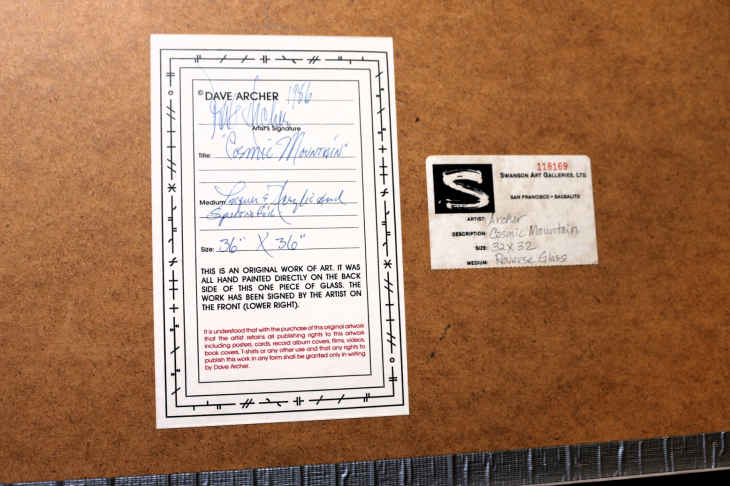 © DAVE ARCHER 1986
Dave Archer
Artist's Signature
Title: "Cosmic Mountain"
Medium: Lacquer & Acrylic and
Size: 36" X 36"
THIS IS AN ORIGINAL WORK OF ART. IT WAS
ALL HAND PAINTED DIRECTLY ON THE BACK
SIDE OF THIS ONE PIECE OF GLASS. THE
WORK HAS BEEN SIGNED BY THE ARTIST ON
THE FRONT (LOWER RIGHT).
It is understood that with the purchase of this original artwork
that the artist retains all publishing rights to this artwork
including posters, cards, record album covers, films, videos,
book covers, T-shirts or any other use and that any rights to
publish this work in any form shall be granted only in writing
by Dave Archer.
S
118169
SWANSON ART GALLERIES, LTD.
SAN FRANCISCO • SAUSALITO
ARTIST: Archer
DESCRIPTION: Cosmic Mountain
SIZE: 32 x 32
MEDIUM: Reverse Glass